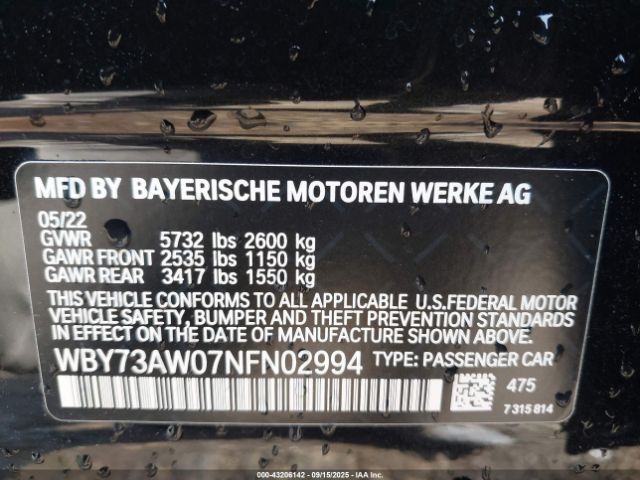 MFD BY BAYERISCHE MOTOREN WERKE AG
05/22
GVWR 5732 lbs 2600 kg
GAWR FRONT 2535 lbs 1150 kg
GAWR REAR 3417 lbs 1550 kg
THIS VEHICLE CONFORMS TO ALL APPLICABLE U.S.FEDERAL MOTOR
VEHICLE SAFETY, BUMPER AND THEFT PREVENTION STANDARDS
IN EFFECT ON THE DATE OF MANUFACTURE SHOWN ABOVE.
WBY73AW07NFN02994 TYPE: PASSENGER CAR
475
7315814
000-43206142 - 09/15/2025 - IAA Inc.